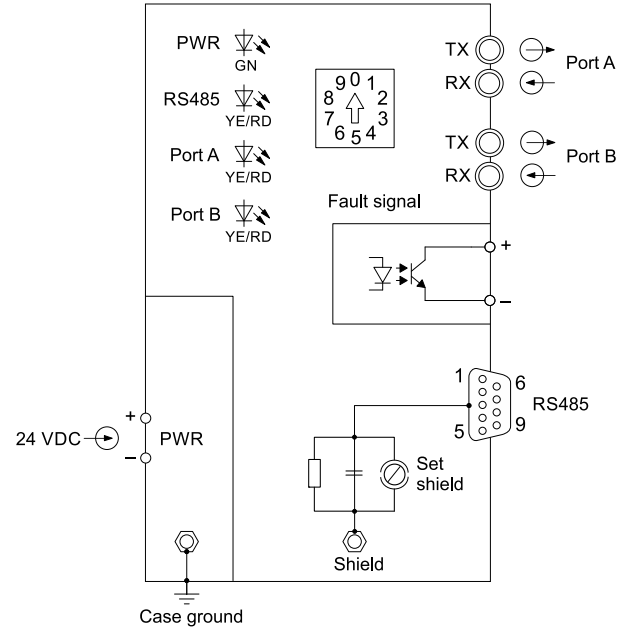 PWR
GN
RS485
YE/RD
Port A
YE/RD
Port B
YE/RD
9 0 1
8 2
7 3
6 5 4
TX
RX
Port A
TX
RX
Port B
Fault signal
+
–
1
6
5
9
RS485
24 VDC
+
–
PWR
Set
shield
Shield
Case ground